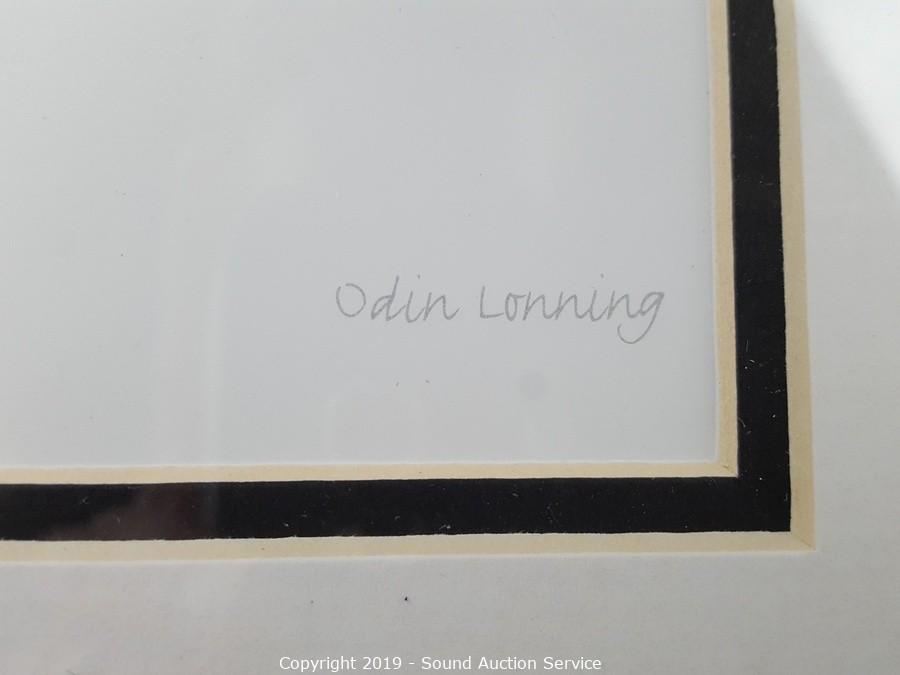 Odin Lonning
Copyright 2019 - Sound Auction Service